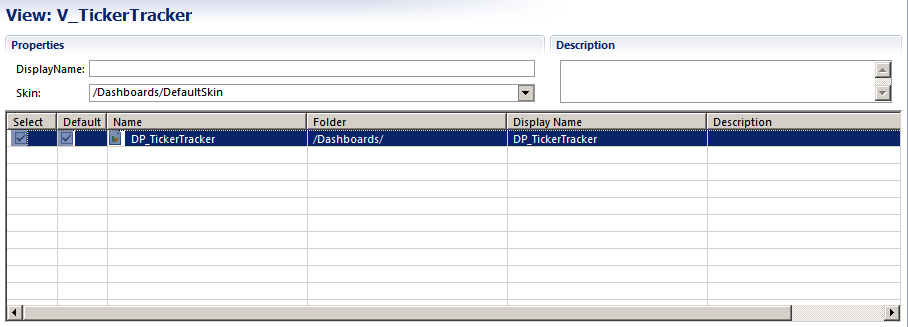 View: V_TickerTracker
Properties
Description
DisplayName:
Skin: /Dashboards/DefaultSkin
Select Default Name Folder Display Name Description
DP_TickerTracker /Dashboards/ DP_TickerTracker